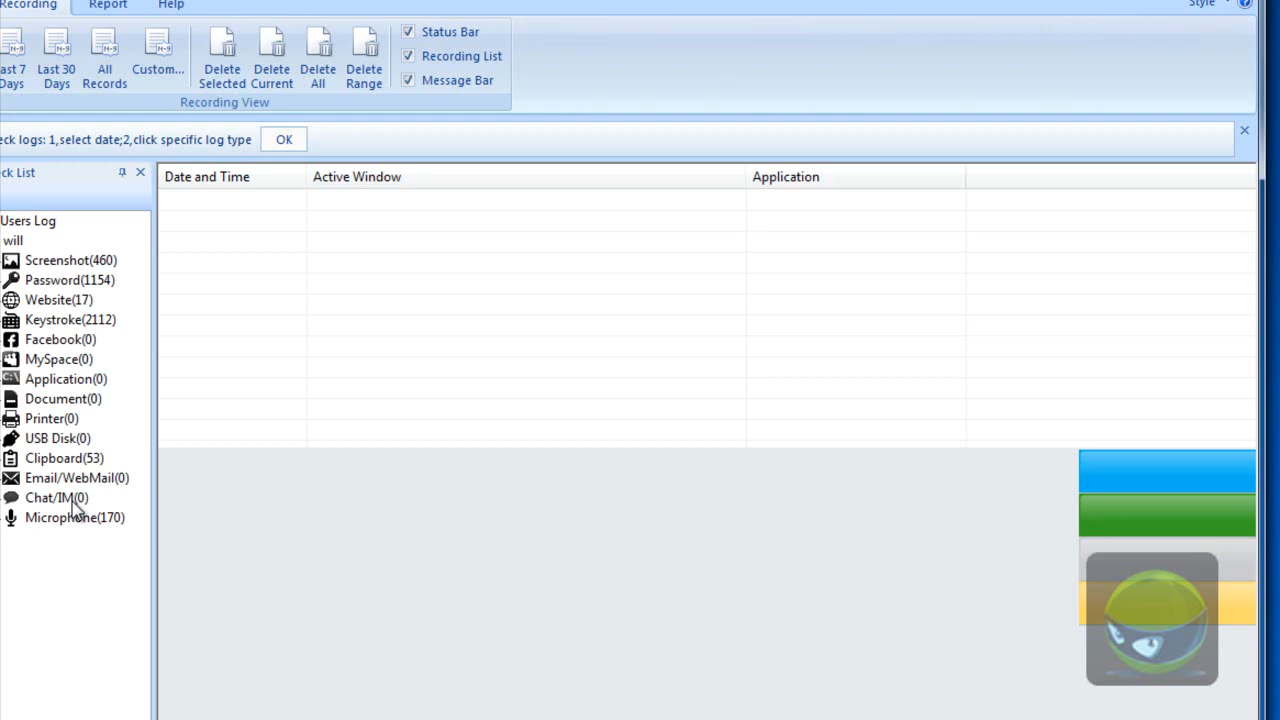 Recording Report Help Style
Last 7 Days
Last 30 Days
All Records
Custom...
Delete Selected
Delete Current
Delete All
Delete Range
Status Bar
Recording List
Message Bar
Recording View
eck logs: 1,select date;2,click specific log type OK
eck List
Date and Time Active Window Application
Users Log
will
Screenshot(460)
Password(1154)
Website(17)
Keystroke(2112)
Facebook(0)
MySpace(0)
Application(0)
Document(0)
Printer(0)
USB Disk(0)
Clipboard(53)
Email/WebMail(0)
Chat/IM(0)
Microphone(170)